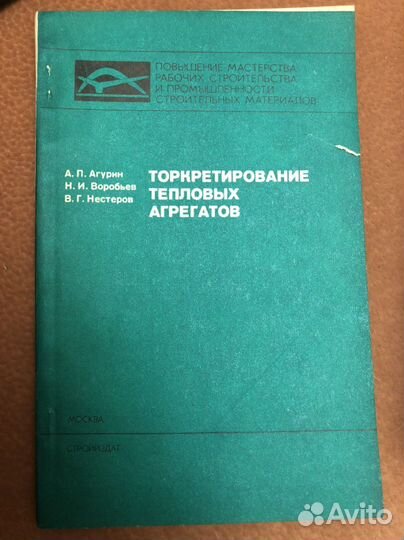 ПОВЫШЕНИЕ МАСТЕРСТВА
РАБОЧИХ СТРОИТЕЛЬСТВА
И ПРОМЫШЛЕННОСТИ
СТРОИТЕЛЬНЫХ МАТЕРИАЛОВ
А. П. Агурин
Н. И. Воробьев
В. Г. Нестеров
ТОРКРЕТИРОВАНИЕ
ТЕПЛОВЫХ
АГРЕГАТОВ
МОСКВА
СТРОЙИЗДАТ
Avito